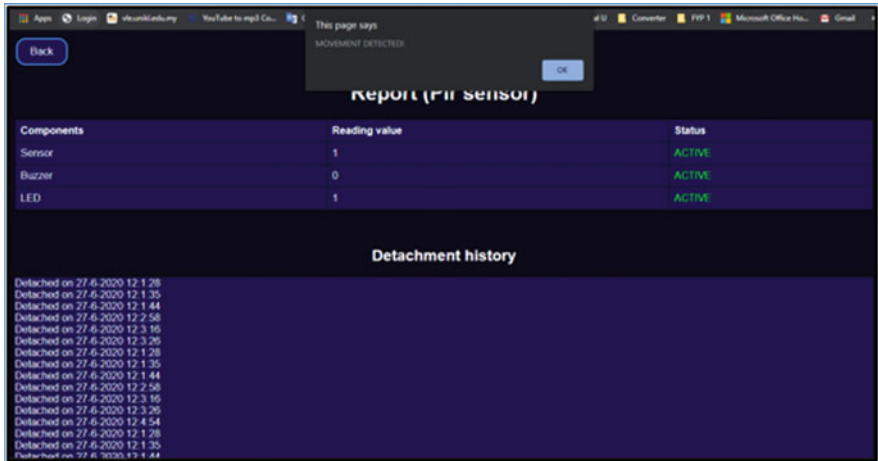 Apps Login vle.unikl.edu.my YouTube to mp3 Co... Converter FYP 1 Microsoft Office Ho... Gmail
This page says
MOVEMENT DETECTED!
OK
Back
Report (Pir sensor)
Components Reading value Status
Sensor 1 ACTIVE
Buzzer 0 ACTIVE
LED 1 ACTIVE
Detachment history
Detached on 27-6-2020 12:1:28
Detached on 27-6-2020 12:1:35
Detached on 27-6-2020 12:1:44
Detached on 27-6-2020 12:2:58
Detached on 27-6-2020 12:3:16
Detached on 27-6-2020 12:3:26
Detached on 27-6-2020 12:1:28
Detached on 27-6-2020 12:1:35
Detached on 27-6-2020 12:1:44
Detached on 27-6-2020 12:2:58
Detached on 27-6-2020 12:3:16
Detached on 27-6-2020 12:3:26
Detached on 27-6-2020 12:4:54
Detached on 27-6-2020 12:1:28
Detached on 27-6-2020 12:1:35
Detached on 27-6-2020 12:1:44